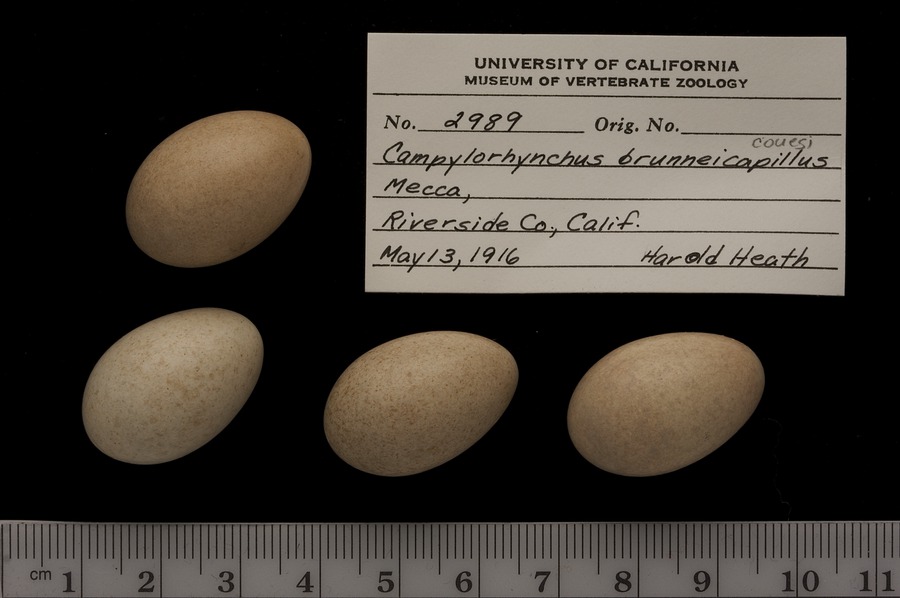 UNIVERSITY OF CALIFORNIA
MUSEUM OF VERTEBRATE ZOOLOGY
No. 2989 Orig. No.
couesi
Campylorhynchus brunneicapillus
Mecca,
Riverside Co., Calif.
May 13, 1916 Harold Heath
cm 1 2 3 4 5 6 7 8 9 10 11